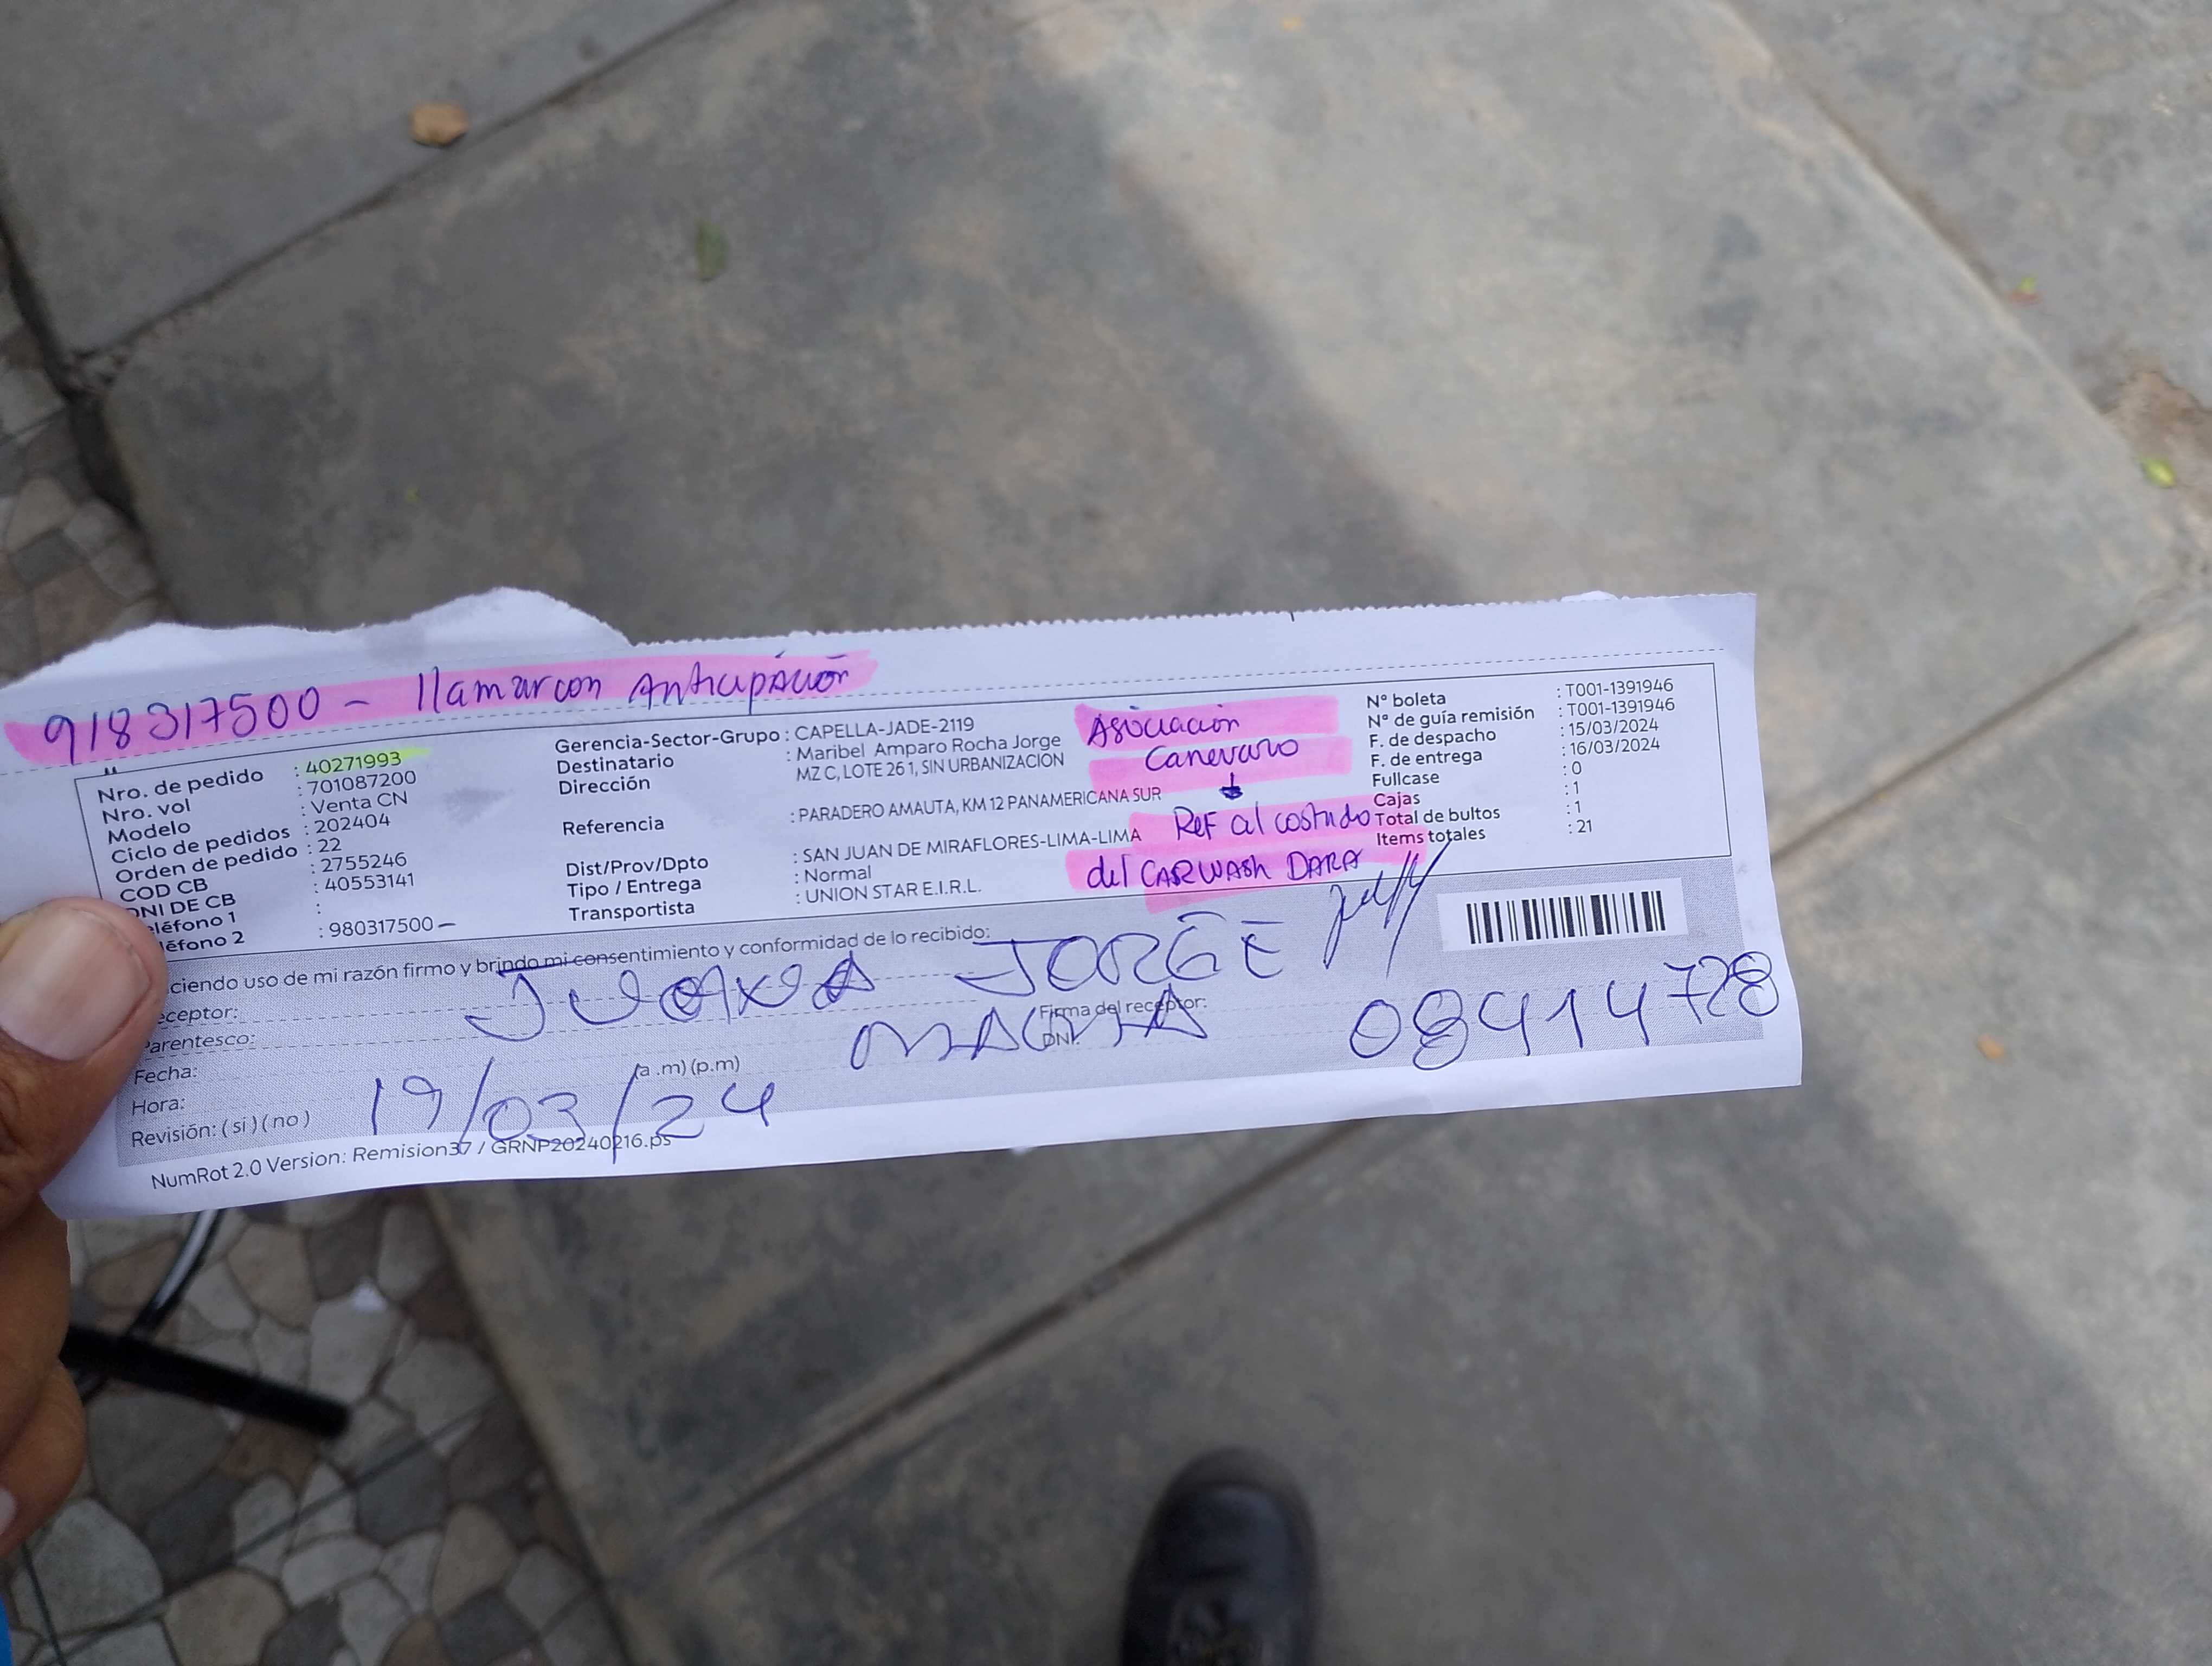 918317500 - llamar con Anticipación
Nro. de pedido : 40271993
Nro. vol : 701087200
Modelo : Venta CN
Ciclo de pedidos : 202404
Orden de pedido : 22
COD CB : 2755246
DNI DE CB : 40553141
eléfono 1 :
léfono 2 : 980317500 -
Gerencia-Sector-Grupo : CAPELLA-JADE-2119
Destinatario : Maribel Amparo Rocha Jorge
Dirección MZ C, LOTE 26 1, SIN URBANIZACION
Referencia : PARADERO AMAUTA, KM 12 PANAMERICANA SUR
Dist/Prov/Dpto : SAN JUAN DE MIRAFLORES-LIMA-LIMA
Tipo / Entrega : Normal
Transportista : UNION STAR E.I.R.L.
Asociación
Canevaro
Ref al costado
del CARWASH DARA
N° boleta : T001-1391946
N° de guía remisión : T001-1391946
F. de despacho : 15/03/2024
F. de entrega : 16/03/2024
Fullcase : 0
Cajas : 1
Total de bultos : 1
Items totales : 21
ciendo uso de mi razón firmo y brindo mi consentimiento y conformidad de lo recibido:
eceptor: JORGE
Parentesco:
Firma del receptor:
DNI: 08414728
Fecha: 19/03/24
Hora: (a .m) (p.m)
Revisión: ( si ) ( no )
NumRot 2.0 Version: Remision37 / GRNP20240216.ps